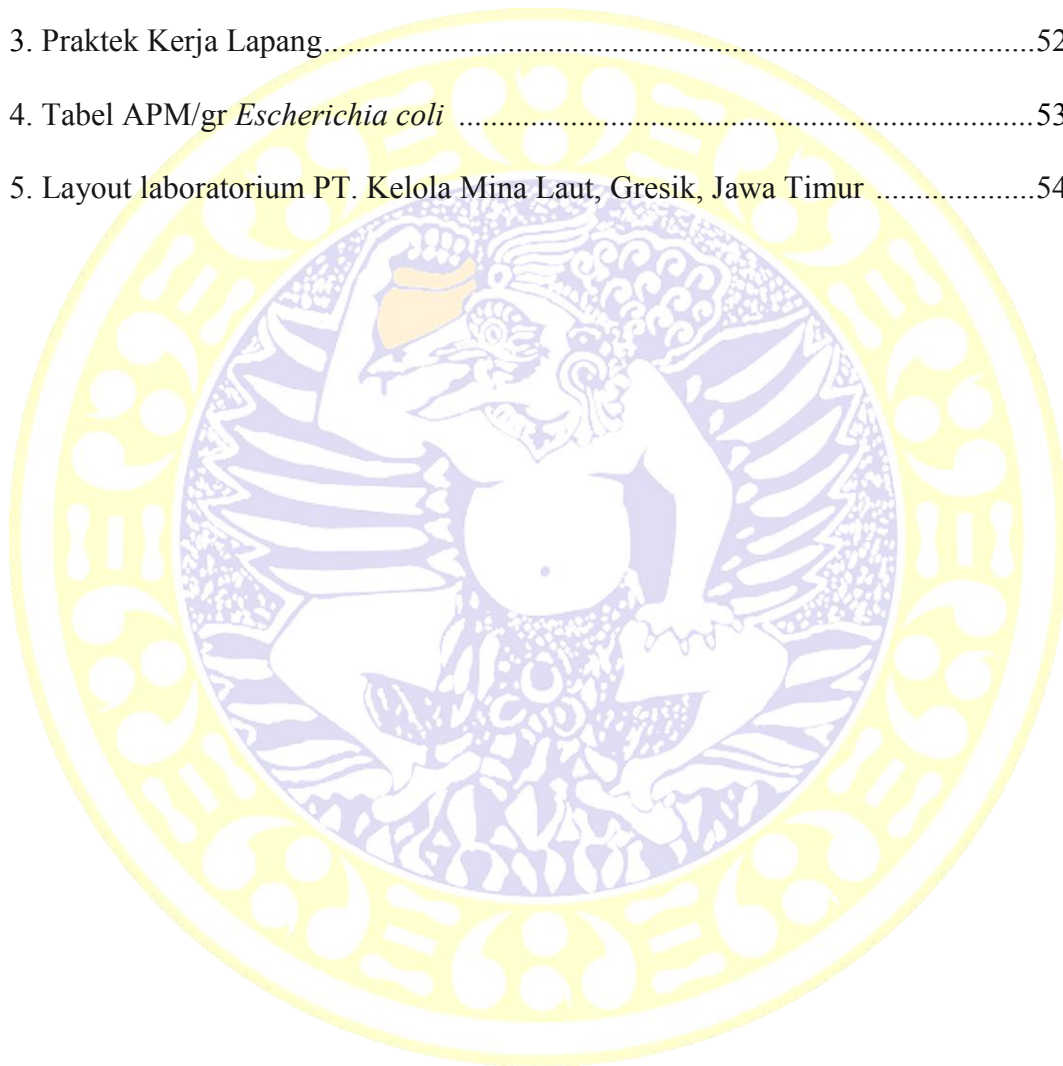 3. Praktek Kerja Lapang....................................................................................52
4. Tabel APM/gr Escherichia coli ....................................................................53
5. Layout laboratorium PT. Kelola Mina Laut, Gresik, Jawa Timur ...................54